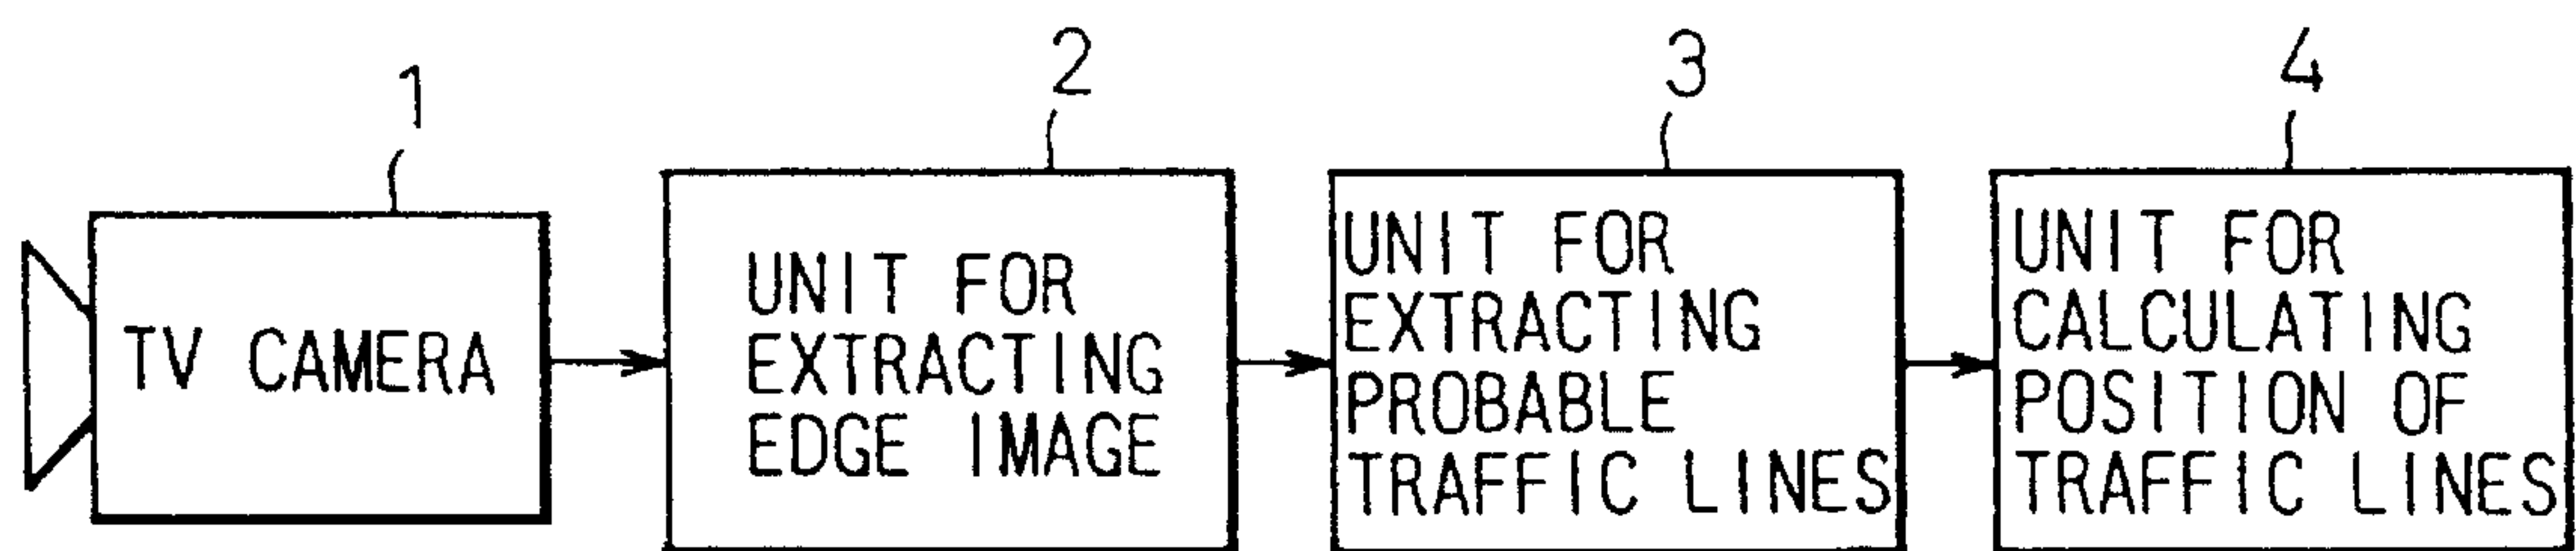 1
2
3
4
TV CAMERA
UNIT FOR
EXTRACTING
EDGE IMAGE
UNIT FOR
EXTRACTING
PROBABLE
TRAFFIC LINES
UNIT FOR
CALCULATING
POSITION OF
TRAFFIC LINES